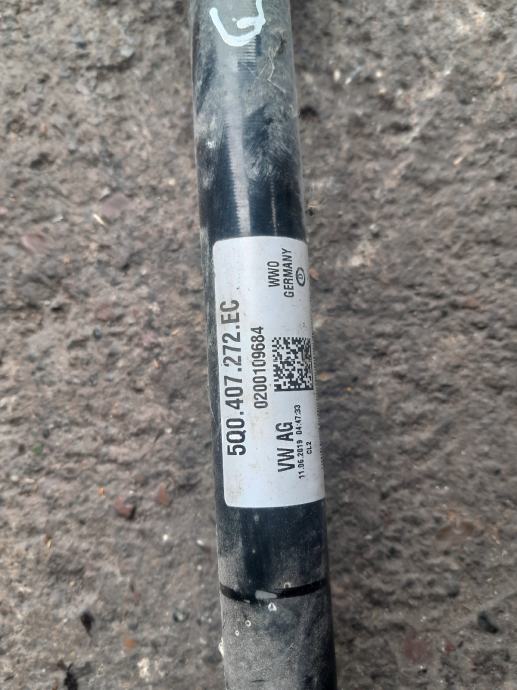 G
5Q0.407.272.EC
0200109684
WWO
GERMANY
VW AG
11.06.2019 04:47:33
CL2